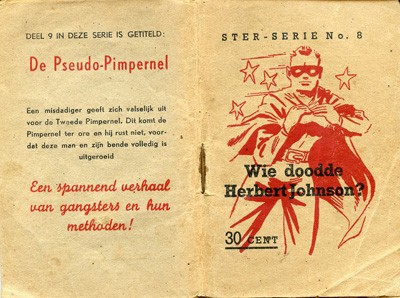 DEEL 9 IN DEZE SERIE IS GETITELD:
De Pseudo-Pimpernel
Een misdadiger geeft zich valselijk uit
voor de Tweede Pimpernel. Dit komt de
Pimpernel ter ore en hij rust niet, voor-
dat deze man en zijn bende volledig is
uitgeroeid
Een spannend verhaal
van gangsters en hun
methoden!
STER-SERIE No. 8
Wie doodde
Herbert Johnson?
30 CENT